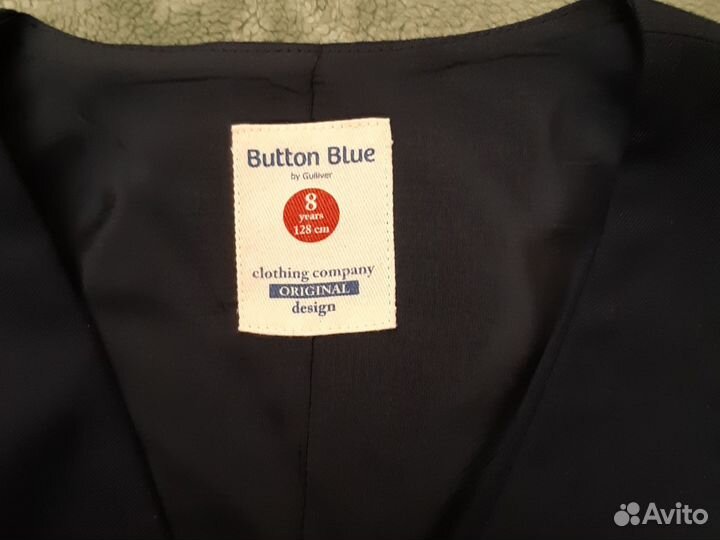 Button Blue
by Gulliver
8
years
128 cm
clothing company
ORIGINAL
design
Avito